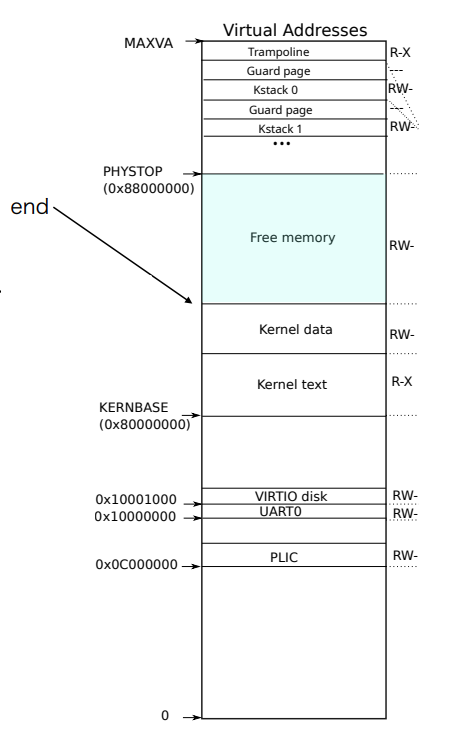 Virtual Addresses
MAXVA
Trampoline R-X
Guard page ---
Kstack 0 RW-
Guard page ---
Kstack 1 RW-
•••
PHYSTOP
(0x88000000)
end
Free memory RW-
Kernel data RW-
Kernel text R-X
KERNBASE
(0x80000000)
VIRTIO disk RW-
0x10001000
UART0 RW-
0x10000000
PLIC RW-
0x0C000000
0